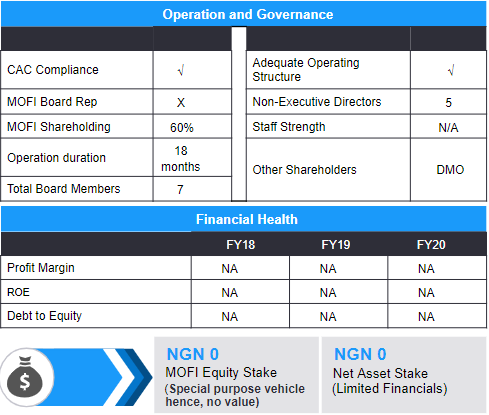 Operation and Governance
CAC Compliance √
MOFI Board Rep X
MOFI Shareholding 60%
Operation duration 18
months
Total Board Members 7
Adequate Operating
Structure √
Non-Executive Directors 5
Staff Strength N/A
Other Shareholders DMO
Financial Health
FY18 FY19 FY20
Profit Margin NA NA NA
ROE NA NA NA
Debt to Equity NA NA NA
$
NGN 0
MOFI Equity Stake
(Special purpose vehicle
hence, no value)
NGN 0
Net Asset Stake
(Limited Financials)